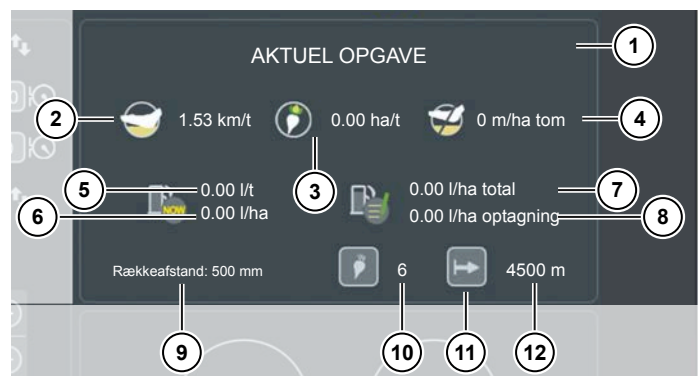 AKTUEL OPGAVE
1
2
1.53 km/t
0.00 ha/t
0 m/ha tom
4
5
0.00 l/t
3
0.00 l/ha total
7
6
NOW
0.00 l/ha
0.00 l/ha optagning
8
Rækkeafstand: 500 mm
6
4500 m
9
10
11
12